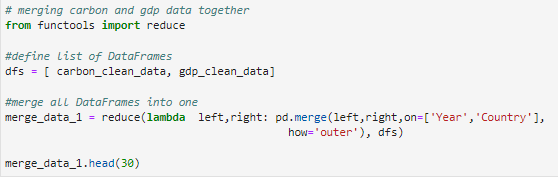 # merging carbon and gdp data together
from functools import reduce

#define list of DataFrames
dfs = [ carbon_clean_data, gdp_clean_data]

#merge all DataFrames into one
merge_data_1 = reduce(lambda  left,right: pd.merge(left,right,on=['Year','Country'],
                                            how='outer'), dfs)

merge_data_1.head(30)